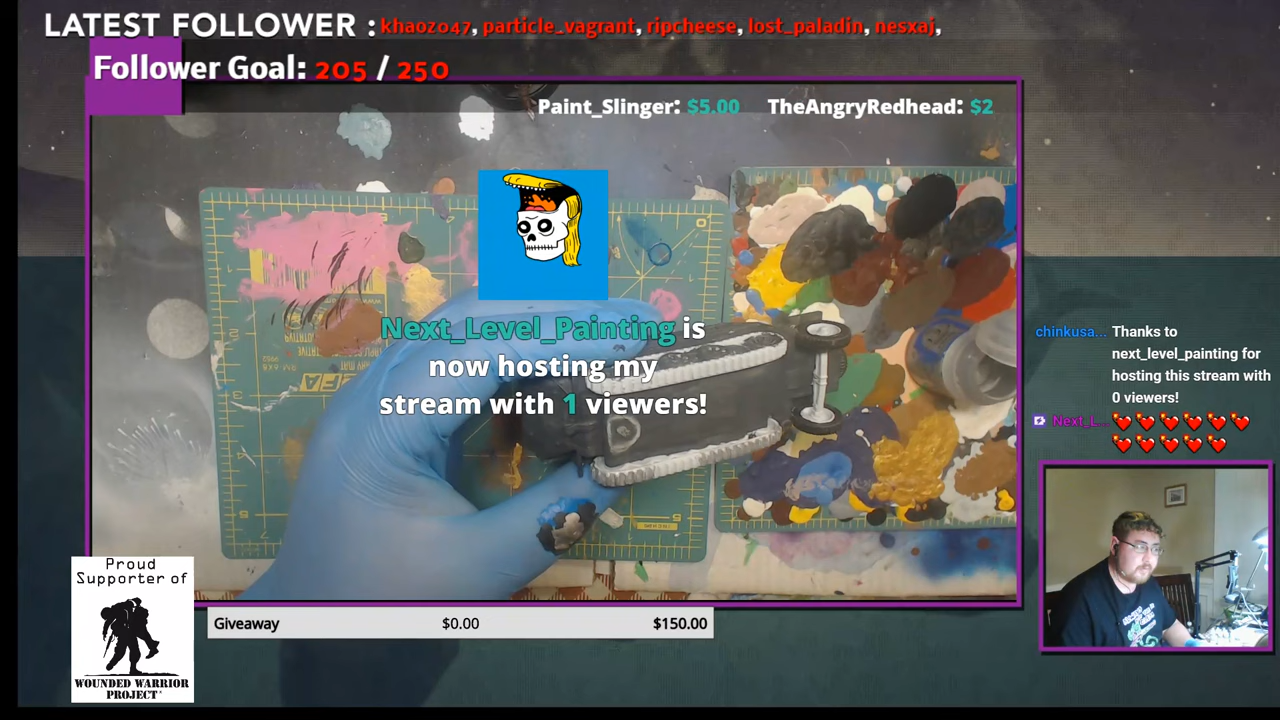 LATEST FOLLOWER : khaoz047, particle_vagrant, ripcheese, lost_paladin, nesxaj,
Follower Goal: 205 / 250
Paint_Slinger: $5.00 TheAngryRedhead: $2
Next_Level_Painting is
now hosting my
stream with 1 viewers!
chinkusa... Thanks to
next_level_painting for
hosting this stream with
0 viewers!
Next_L...
Proud
Supporter of
WOUNDED WARRIOR
PROJECT
Giveaway $0.00 $150.00